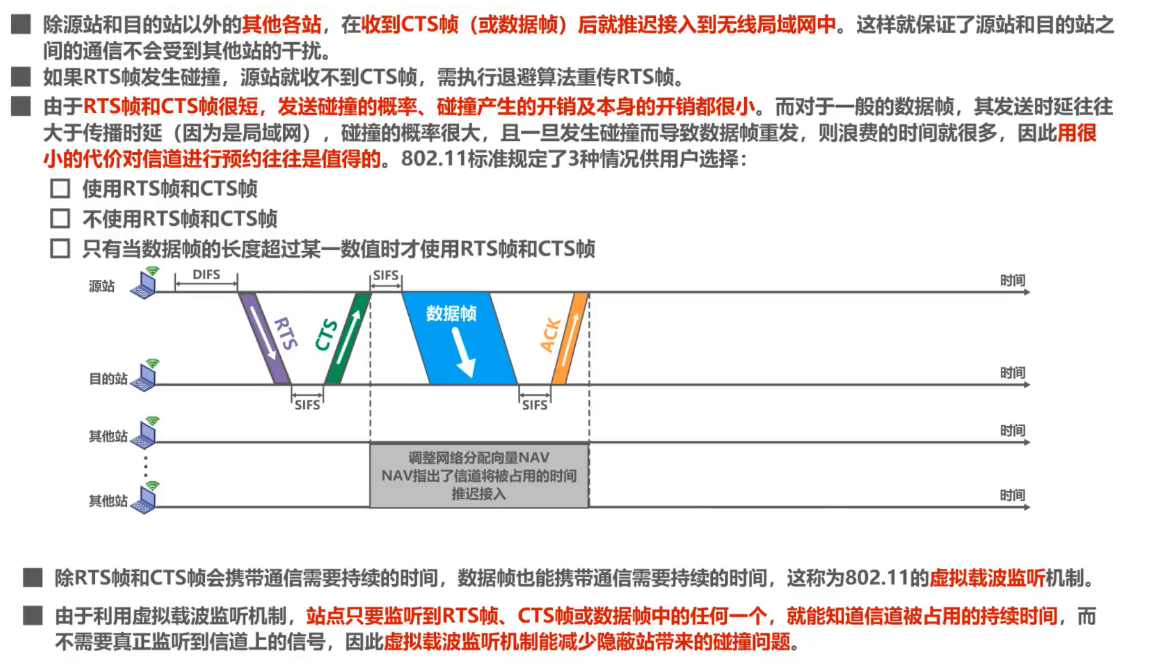 除源站和目的站以外的其他各站，在收到CTS帧（或数据帧）后就推迟接入到无线局域网中。这样就保证了源站和目的站之
间的通信不会受到其他站的干扰。
如果RTS帧发生碰撞，源站就收不到CTS帧，需执行退避算法重传RTS帧。
由于RTS帧和CTS帧很短，发送碰撞的概率、碰撞产生的开销及本身的开销都很小。而对于一般的数据帧，其发送时延往往
大于传播时延（因为是局域网），碰撞的概率很大，且一旦发生碰撞而导致数据帧重发，则浪费的时间就很多，因此用很
小的代价对信道进行预约往往是值得的。802.11标准规定了3种情况供用户选择：
使用RTS帧和CTS帧
不使用RTS帧和CTS帧
只有当数据帧的长度超过某一数值时才使用RTS帧和CTS帧
DIFS
SIFS
源站
时间
RTS
CTS
数据帧
ACK
目的站
时间
SIFS
SIFS
其他站
时间
调整网络分配向量NAV
NAV指出了信道将被占用的时间
推迟接入
其他站
时间
除RTS帧和CTS帧会携带通信需要持续的时间，数据帧也能携带通信需要持续的时间，这称为802.11的虚拟载波监听机制。
由于利用虚拟载波监听机制，站点只要监听到RTS帧、CTS帧或数据帧中的任何一个，就能知道信道被占用的持续时间，而
不需要真正监听到信道上的信号，因此虚拟载波监听机制能减少隐蔽站带来的碰撞问题。